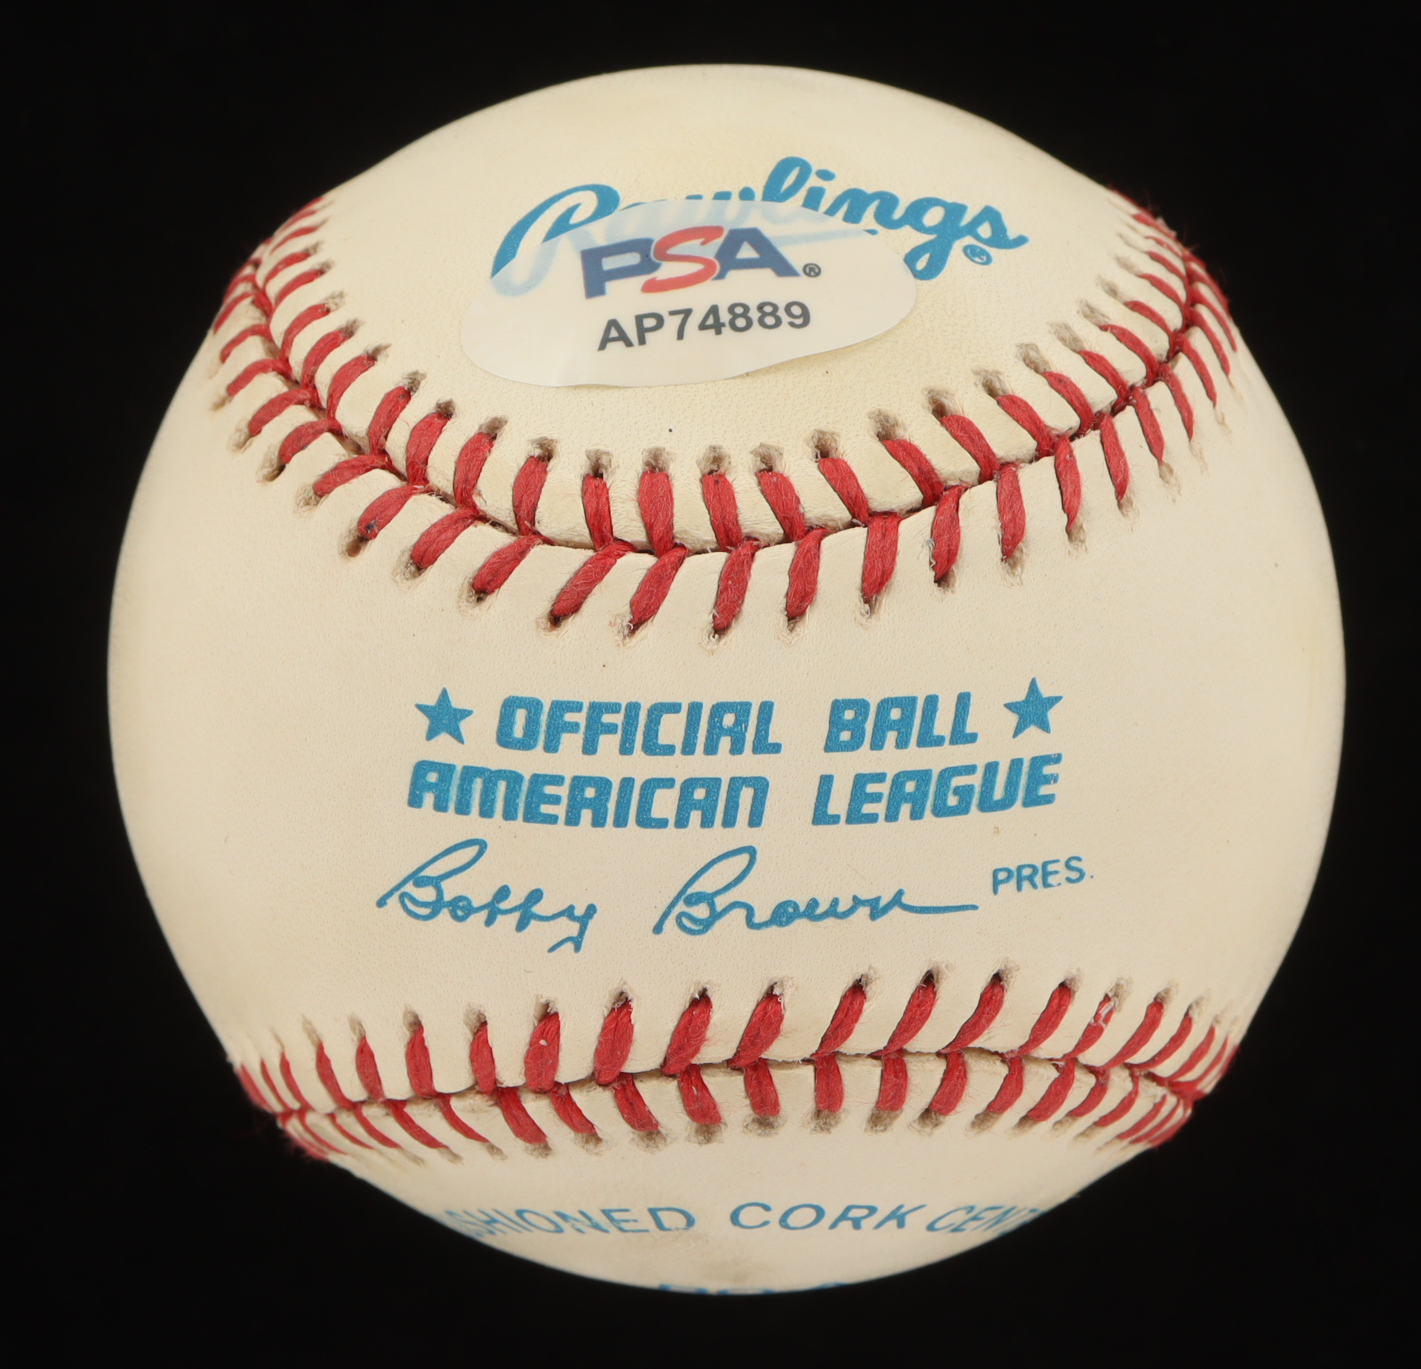 Rawlings®
PSA®
AP74889
★ OFFICIAL BALL ★
AMERICAN LEAGUE
Bobby Brown PRES.
SHIONED CORK CENT